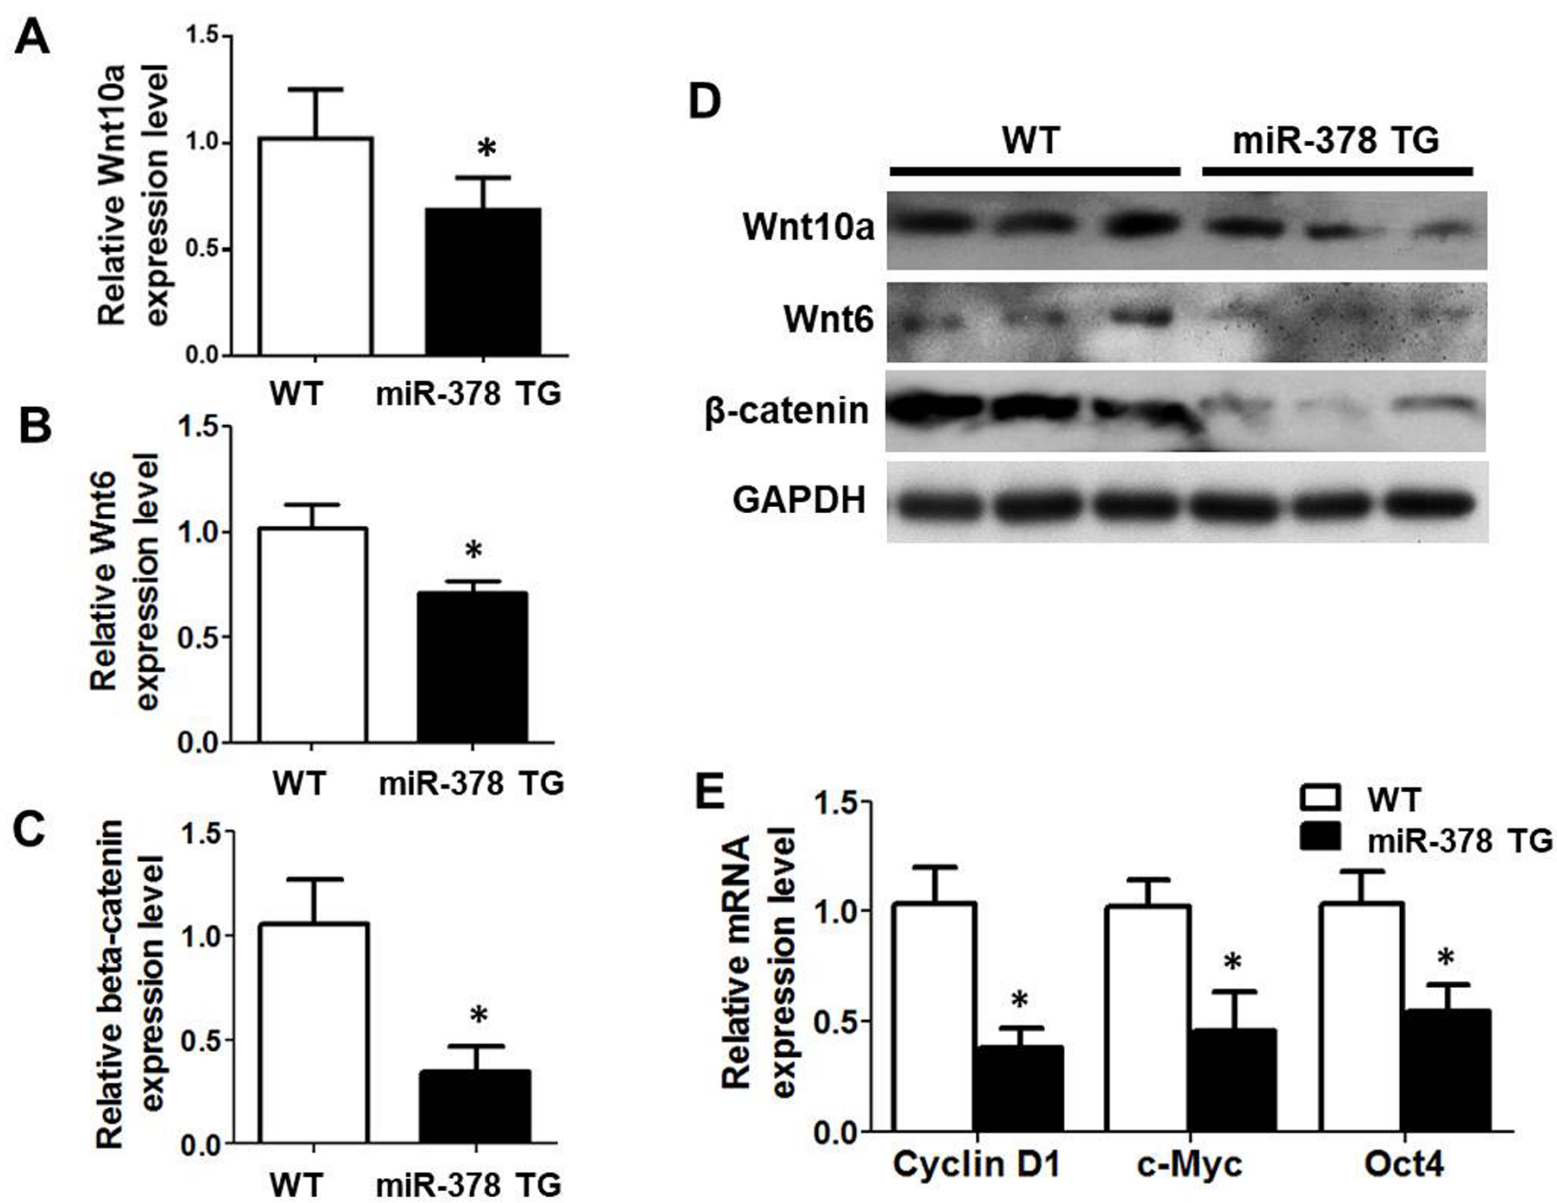 A
Relative Wnt10a
expression level
1.5
1.0
0.5
0.0
*
WT miR-378 TG
B
Relative Wnt6
expression level
1.5
1.0
0.5
0.0
*
WT miR-378 TG
C
Relative beta-catenin
expression level
1.5
1.0
0.5
0.0
*
WT miR-378 TG
D
WT miR-378 TG
Wnt10a
Wnt6
β-catenin
GAPDH
E
Relative mRNA
expression level
1.5
1.0
0.5
0.0
WT
miR-378 TG
* * *
Cyclin D1 c-Myc Oct4